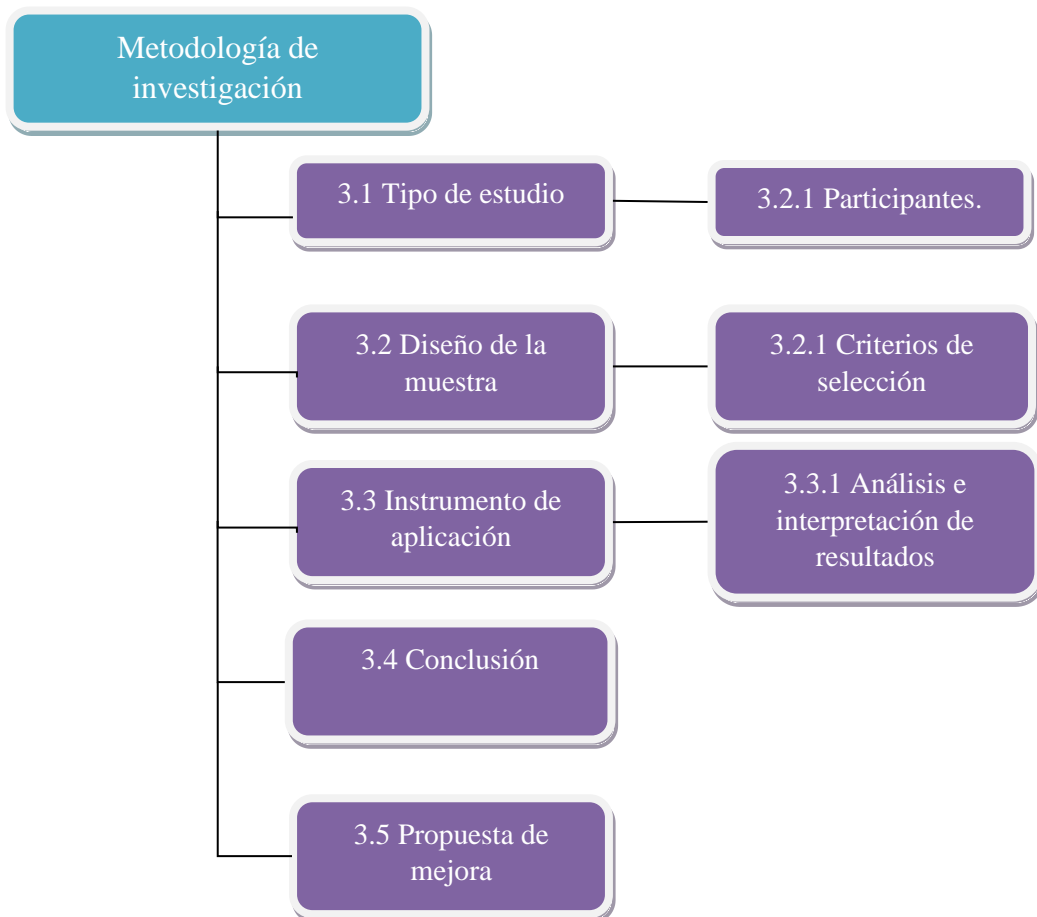 Metodología de
investigación
3.1 Tipo de estudio
3.2.1 Participantes.
3.2 Diseño de la
muestra
3.2.1 Criterios de
selección
3.3 Instrumento de
aplicación
3.3.1 Análisis e
interpretación de
resultados
3.4 Conclusión
3.5 Propuesta de
mejora